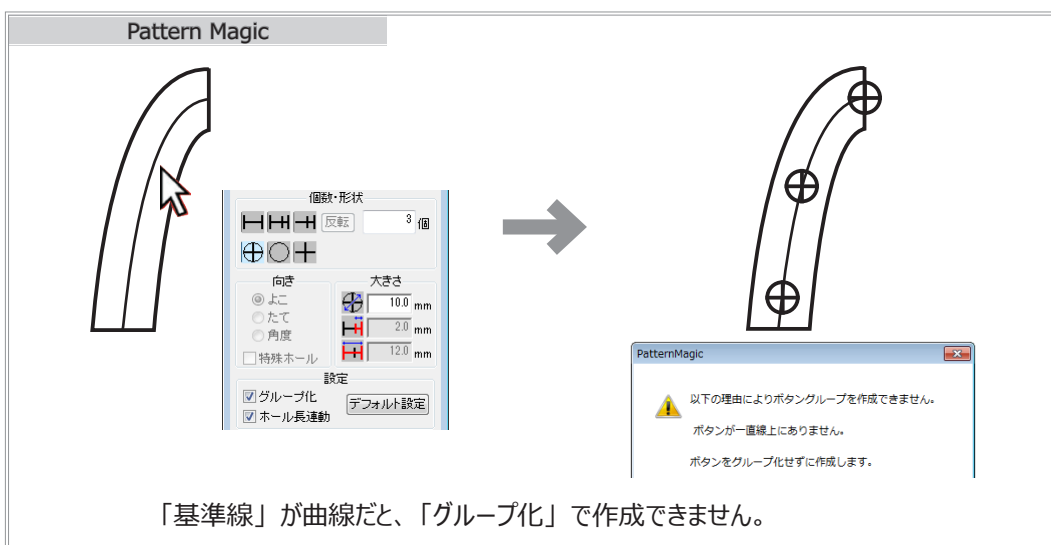 Pattern Magic
個数・形状
反転 3 個
向き
よこ
たて
角度
特殊ホール
大きさ
10.0 mm
2.0 mm
12.0 mm
設定
グループ化
ホール長連動
デフォルト設定
PatternMagic
以下の理由によりボタングループを作成できません。
ボタンが一直線上にありません。
ボタンをグループ化せずに作成します。
「基準線」が曲線だと、「グループ化」で作成できません。